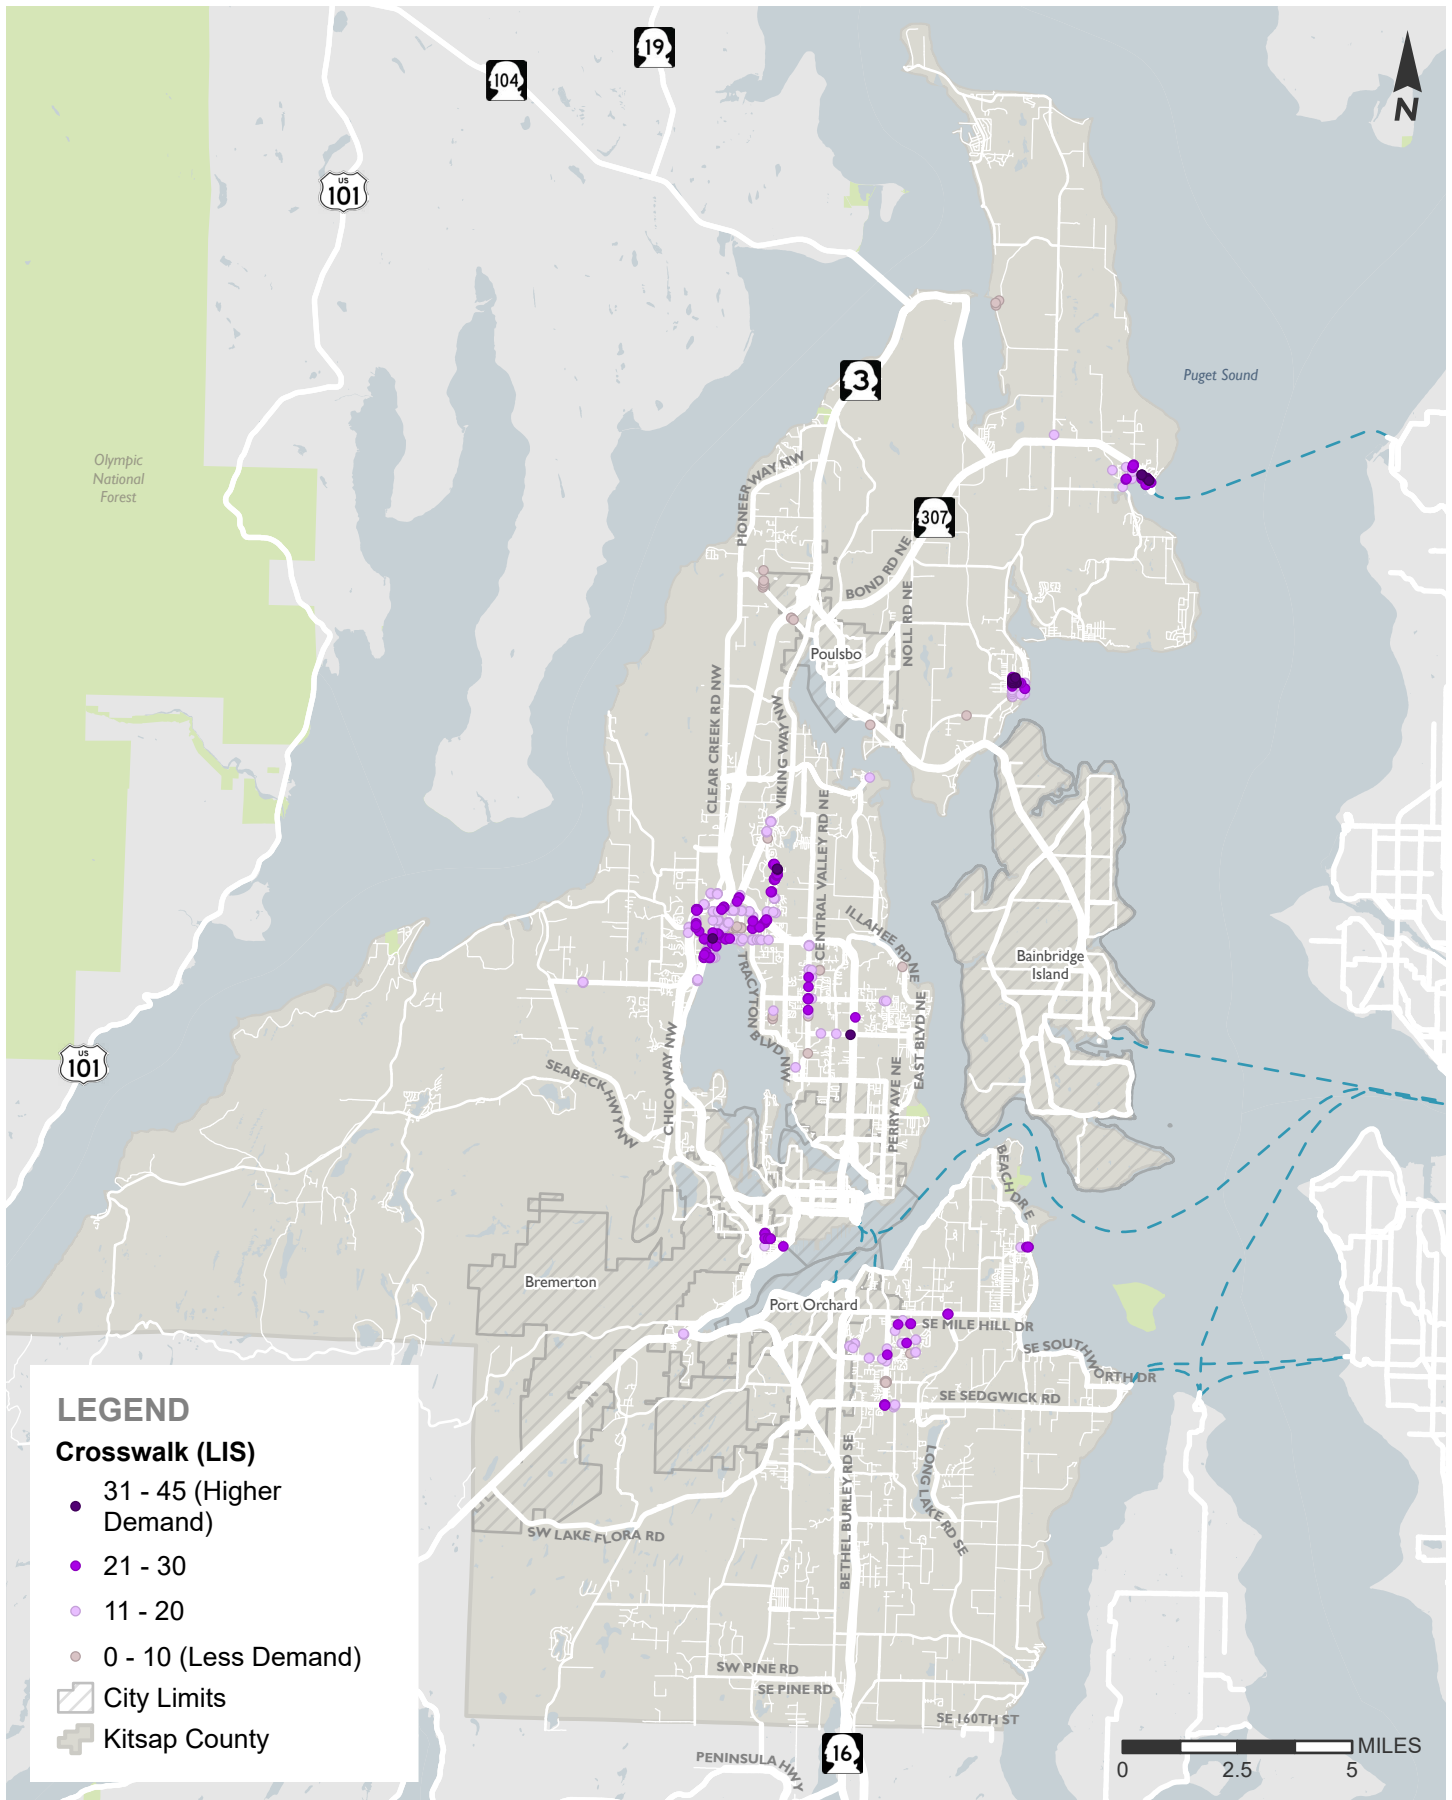 19
104
N
US
101
3
Puget Sound
Olympic
National
Forest
PIONEER WAY NW
307
BOND RD NE
NOLL RD NE
Poulsbo
CLEAR CREEK RD NW
VIKING WAY NW
CENTRAL VALLEY RD NE
ILLAHEE RD NE
Bainbridge
Island
TRACYTON BLVD NW
EAST BLVD NE
CHICO WAY NW
US
101
SEABECK HWY NW
PERRY AVE NE
BEACH DR E
Bremerton
Port Orchard
SE MILE HILL DR
SE SOUTHWORTH DR
SE SEDGWICK RD
LONG LAKE RD SE
BETHEL BURLEY RD SE
SW LAKE FLORA RD
SW PINE RD
SE PINE RD
SE 160TH ST
16
PENINSULA HWY
LEGEND
Crosswalk (LIS)
31 - 45 (Higher
Demand)
21 - 30
11 - 20
0 - 10 (Less Demand)
City Limits
Kitsap County
MILES
0 2.5 5